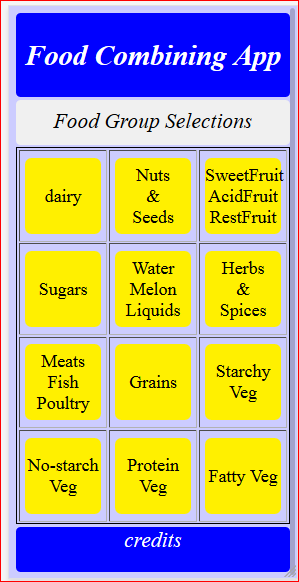 Food Combining App
Food Group Selections
dairy
Nuts
&
Seeds
SweetFruit
AcidFruit
RestFruit
Sugars
Water
Melon
Liquids
Herbs
&
Spices
Meats
Fish
Poultry
Grains
Starchy
Veg
No-starch
Veg
Protein
Veg
Fatty Veg
credits